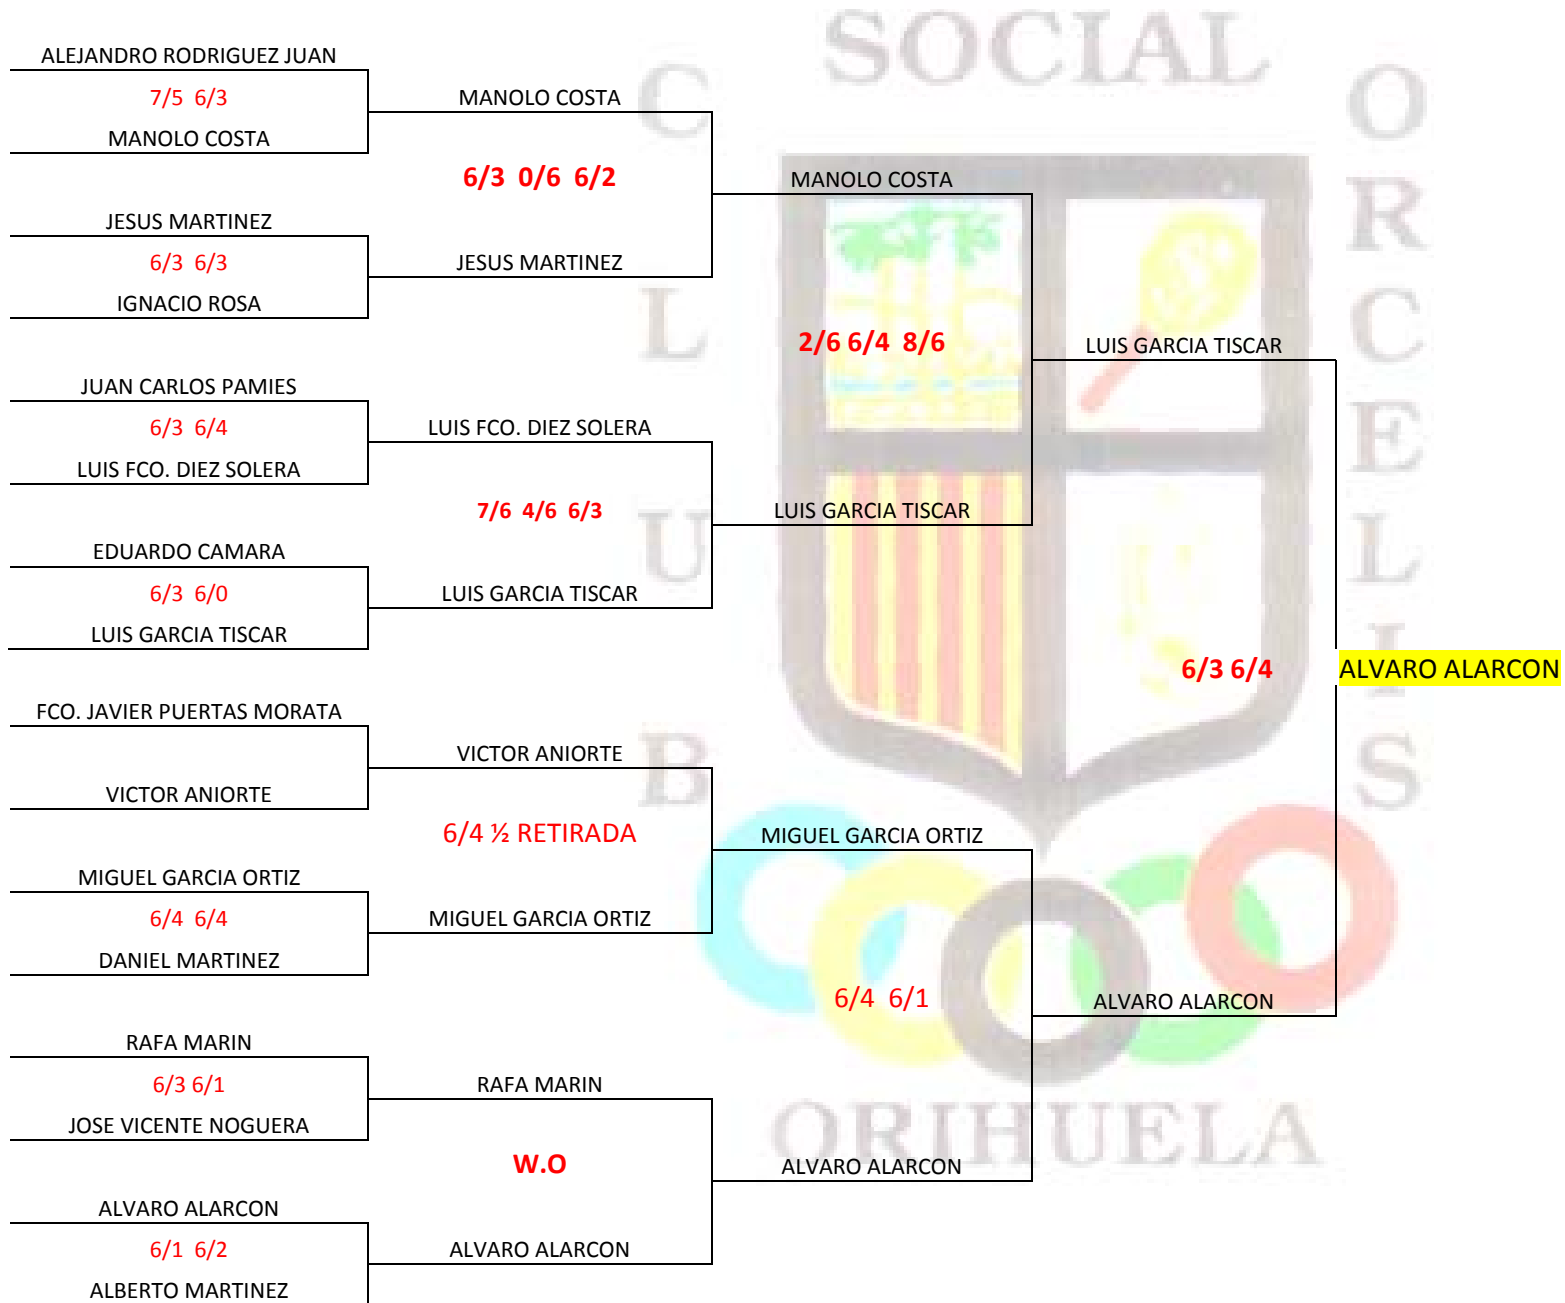 SOCIAL
CLUB
ORCELIS
ORIHUELA
ALEJANDRO RODRIGUEZ JUAN
7/5 6/3
MANOLO COSTA
JESUS MARTINEZ
6/3 6/3
IGNACIO ROSA
JUAN CARLOS PAMIES
6/3 6/4
LUIS FCO. DIEZ SOLERA
EDUARDO CAMARA
6/3 6/0
LUIS GARCIA TISCAR
FCO. JAVIER PUERTAS MORATA
VICTOR ANIORTE
MIGUEL GARCIA ORTIZ
6/4 6/4
DANIEL MARTINEZ
RAFA MARIN
6/3 6/1
JOSE VICENTE NOGUERA
ALVARO ALARCON
6/1 6/2
ALBERTO MARTINEZ
MANOLO COSTA
6/3 0/6 6/2
JESUS MARTINEZ
LUIS FCO. DIEZ SOLERA
7/6 4/6 6/3
LUIS GARCIA TISCAR
VICTOR ANIORTE
6/4 ½ RETIRADA
MIGUEL GARCIA ORTIZ
RAFA MARIN
W.O
ALVARO ALARCON
MANOLO COSTA
2/6 6/4 8/6
LUIS GARCIA TISCAR
MIGUEL GARCIA ORTIZ
6/4 6/1
ALVARO ALARCON
LUIS GARCIA TISCAR
6/3 6/4
ALVARO ALARCON
ALVARO ALARCON